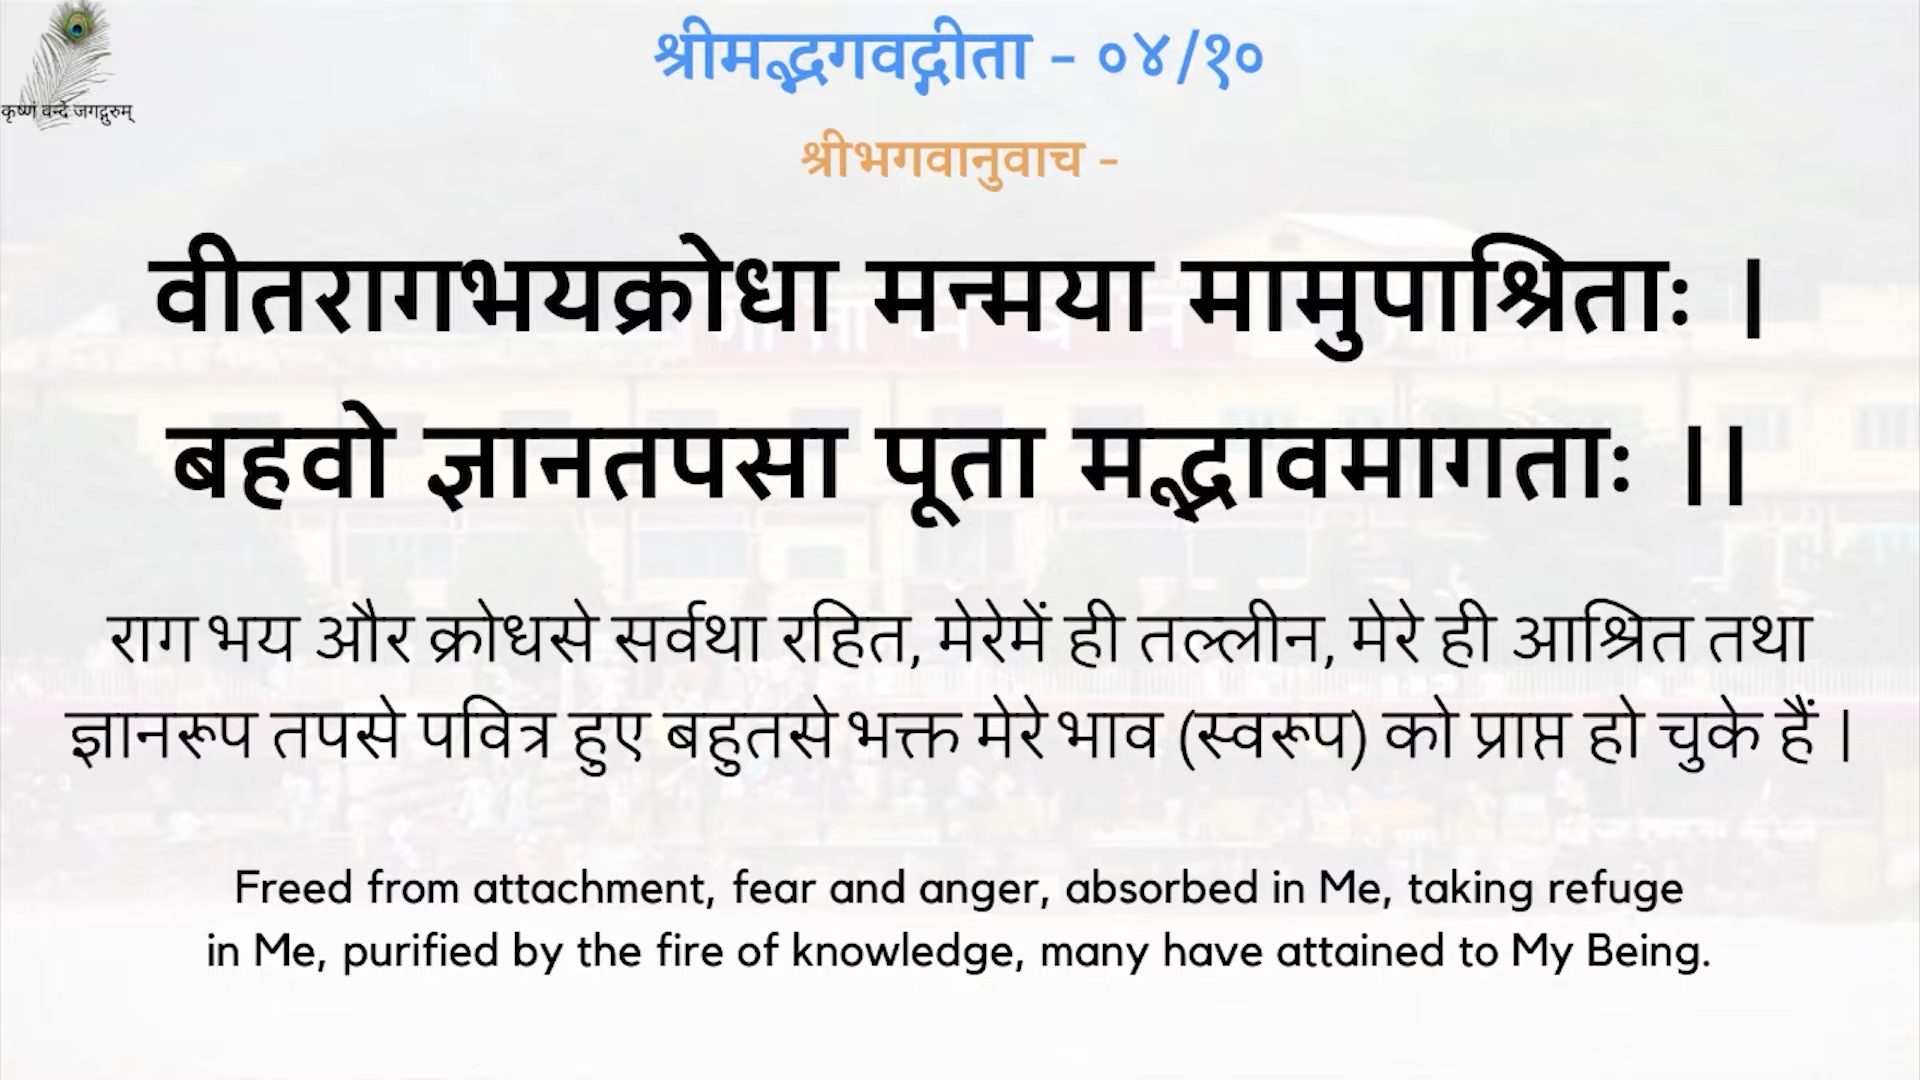 श्रीमद्भगवद्गीता - ०४/१०
कृष्णं वन्दे जगद्गुरुम्
श्रीभगवानुवाच -
वीतरागभयक्रोधा मन्मया मामुपाश्रिताः |
बहवो ज्ञानतपसा पूता मद्भावमागताः ||
राग भय और क्रोधसे सर्वथा रहित, मेरेमें ही तल्लीन, मेरे ही आश्रित तथा
ज्ञानरूप तपसे पवित्र हुए बहुतसे भक्त मेरे भाव (स्वरूप) को प्राप्त हो चुके हैं |
Freed from attachment, fear and anger, absorbed in Me, taking refuge
in Me, purified by the fire of knowledge, many have attained to My Being.